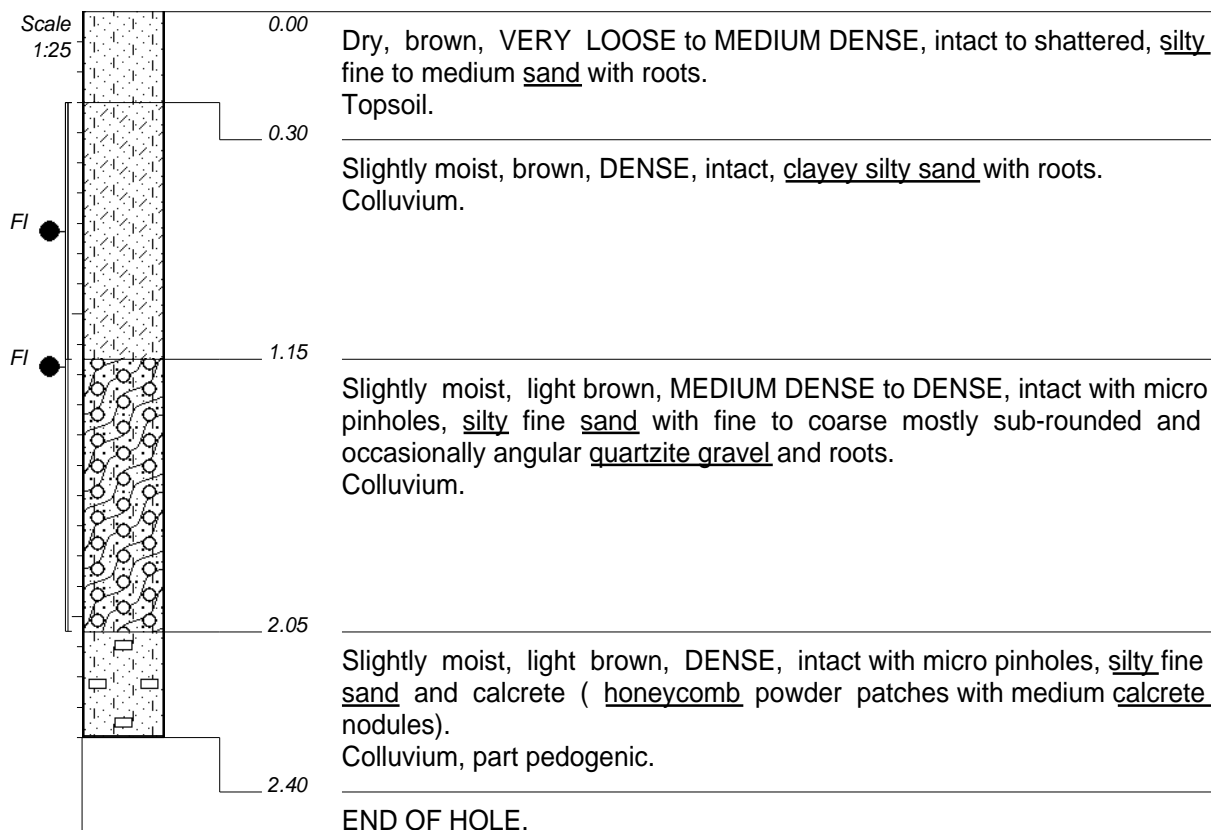 Scale
1:25
0.00
Dry, brown, VERY LOOSE to MEDIUM DENSE, intact to shattered, silty
fine to medium sand with roots.
Topsoil.
0.30
Slightly moist, brown, DENSE, intact, clayey silty sand with roots.
Colluvium.
FI
FI
1.15
Slightly moist, light brown, MEDIUM DENSE to DENSE, intact with micro
pinholes, silty fine sand with fine to coarse mostly sub-rounded and
occasionally angular quartzite gravel and roots.
Colluvium.
2.05
Slightly moist, light brown, DENSE, intact with micro pinholes, silty fine
sand and calcrete ( honeycomb powder patches with medium calcrete
nodules).
Colluvium, part pedogenic.
2.40
END OF HOLE.